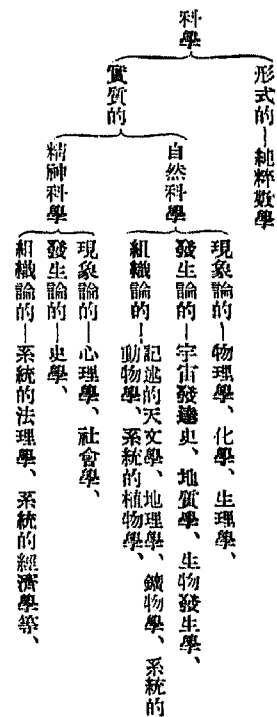 科學
形式的―純粹數學
實質的
自然科學
現象論的―物理學、化學、生理學、
發生論的―宇宙發達史、地質學、生物發生學、
組織論的―記述的天文學、地理學、鑛物學、系統的
動物學、系統的植物學、
精神科學
現象論的―心理學、社會學、
發生論的―史學、
組織論的―系統的法理學、系統的經濟學等、